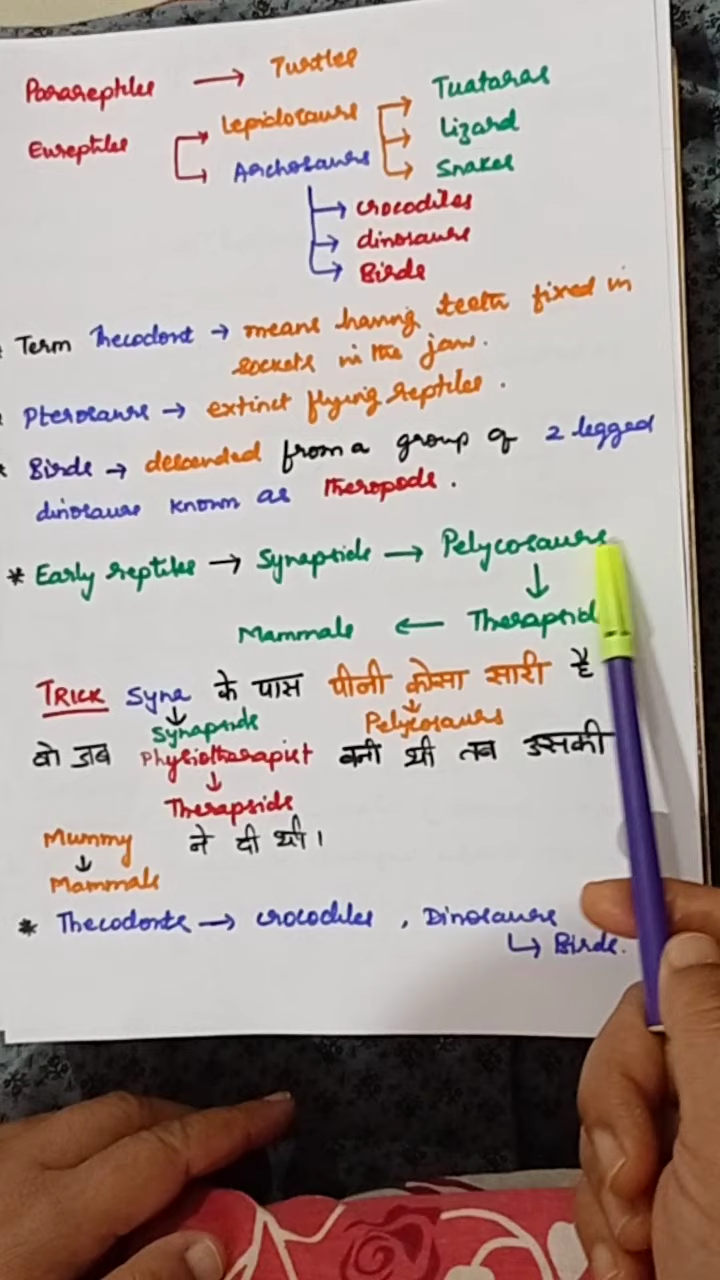 Parareptiles → Turtles
Eureptiles Lepidosaurs Tuataras
Lizard
Archosaurs Snakes
crocodiles
dinosaurs
Birds
Term Thecodont → means having teeth fixed in
sockets in the jaw.
Pterosaurs → extinct flying reptiles.
* Birds → descended from a group of 2 legged
dinosaurs known as theropods.
* Early reptiles → Synapsids → Pelycosaurs
↓
Mammals ← Therapsid
TRICK Syna के पास पीनी कोसा सारी है
↓ ↓
Synapsids Pelycosaurs
वो जब Physiotherapist बनी थी तब उसकी
↓
Therapsids
Mummy ने दी थी।
↓
Mammals
* Thecodonts → crocodiles , Dinosaurs
↳ Birds.